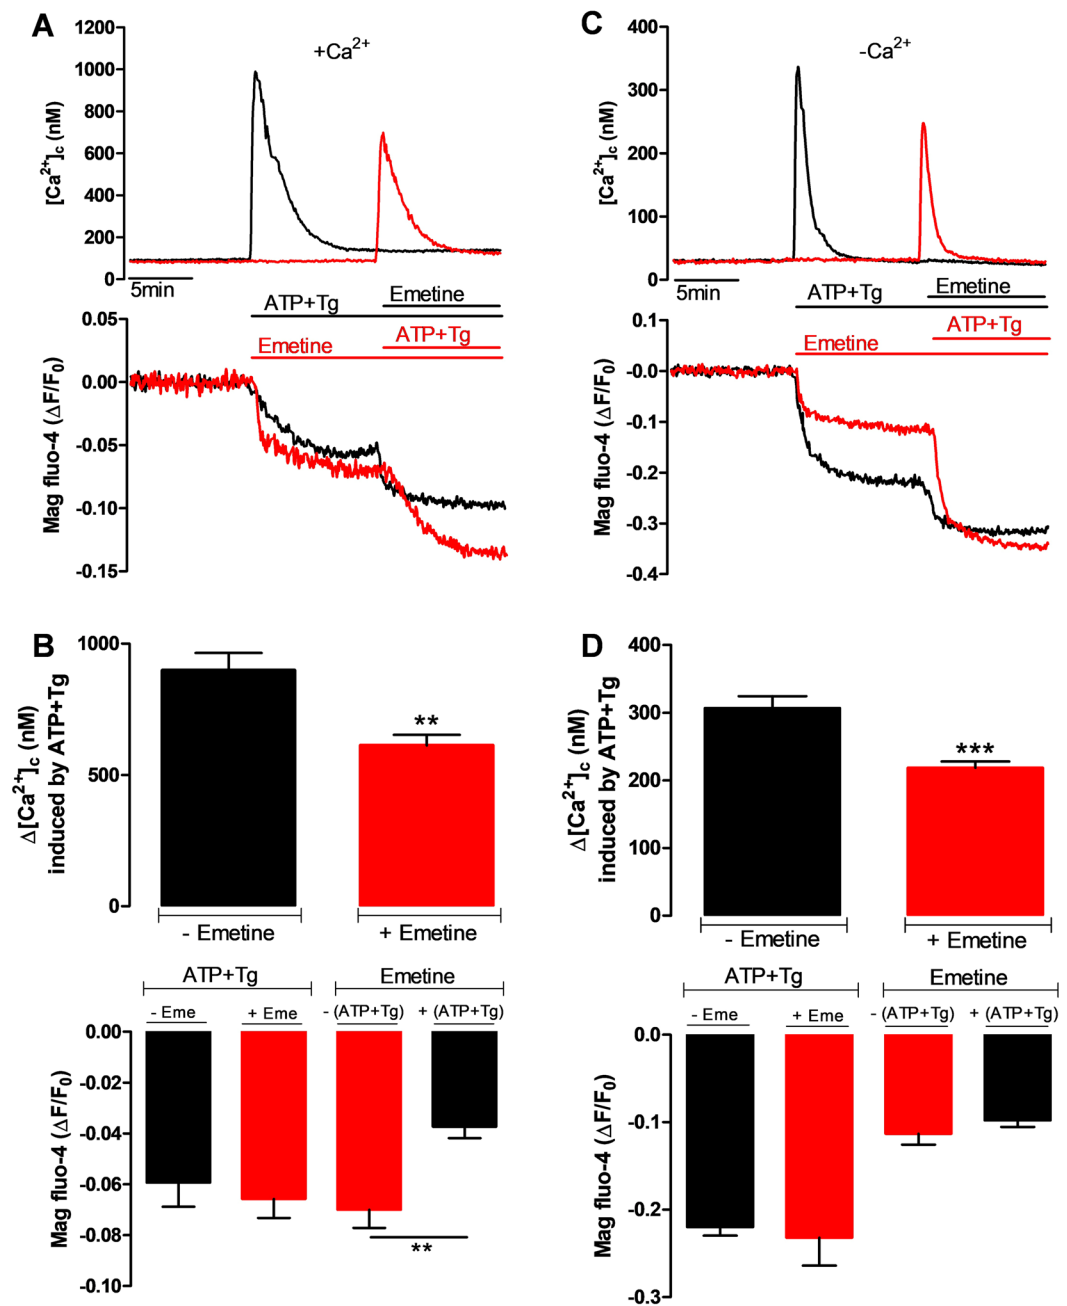 A
+Ca2+
1200
1000
800
600
400
200
0
[Ca2+]c (nM)
5min
ATP+Tg
Emetine
Emetine
ATP+Tg
0.05
0.00
-0.05
-0.10
-0.15
Mag fluo-4 (ΔF/F0)
C
-Ca2+
400
300
200
100
0
[Ca2+]c (nM)
5min
ATP+Tg
Emetine
Emetine
ATP+Tg
0.1
-0.0
-0.1
-0.2
-0.3
-0.4
Mag fluo-4 (ΔF/F0)
B
1000
500
0
Δ[Ca2+]c (nM)
induced by ATP+Tg
**
- Emetine
+ Emetine
ATP+Tg
Emetine
- Eme
+ Eme
- (ATP+Tg)
+ (ATP+Tg)
0.00
-0.02
-0.04
-0.06
-0.08
-0.10
Mag fluo-4 (ΔF/F0)
**
D
400
300
200
100
0
Δ[Ca2+]c (nM)
induced by ATP+Tg
***
- Emetine
+ Emetine
ATP+Tg
Emetine
- Eme
+ Eme
- (ATP+Tg)
+ (ATP+Tg)
0.0
-0.1
-0.2
-0.3
Mag fluo-4 (ΔF/F0)